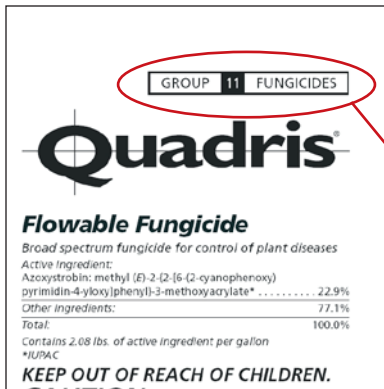 GROUP 11 FUNGICIDES
Quadris®
Flowable Fungicide
Broad spectrum fungicide for control of plant diseases
Active Ingredient:
Azoxystrobin: methyl (E)-2-{2-[6-(2-cyanophenoxy)
pyrimidin-4-yloxy]phenyl}-3-methoxyacrylate* .......... 22.9%
Other Ingredients: 77.1%
Total: 100.0%
Contains 2.08 lbs. of active ingredient per gallon
*IUPAC
KEEP OUT OF REACH OF CHILDREN.